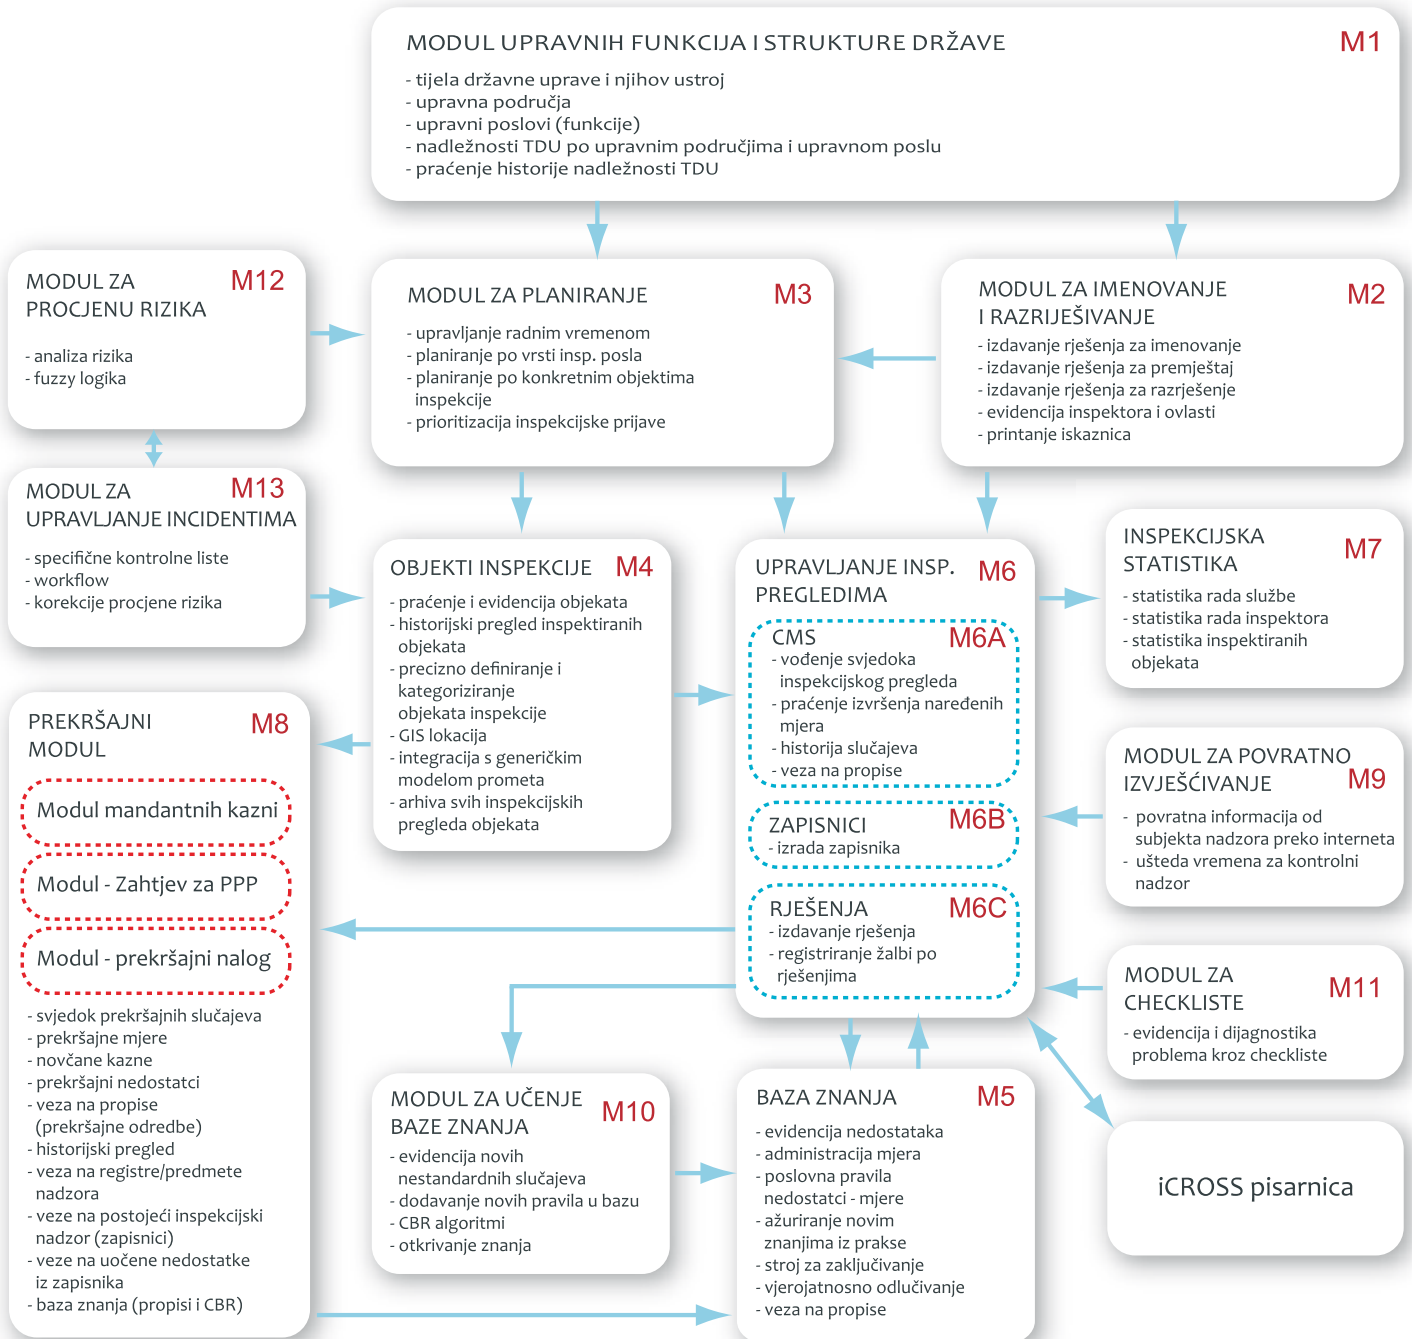 MODUL UPRAVNIH FUNKCIJA I STRUKTURE DRŽAVE
M1
- tijela državne uprave i njihov ustroj
- upravna područja
- upravni poslovi (funkcije)
- nadležnosti TDU po upravnim područjima i upravnom poslu
- praćenje historije nadležnosti TDU
MODUL ZA
PROCJENU RIZIKA
M12
- analiza rizika
- fuzzy logika
MODUL ZA PLANIRANJE
M3
- upravljanje radnim vremenom
- planiranje po vrsti insp. posla
- planiranje po konkretnim objektima
inspekcije
- prioritizacija inspekcijske prijave
MODUL ZA IMENOVANJE
I RAZRIJEŠIVANJE
M2
- izdavanje rješenja za imenovanje
- izdavanje rješenja za premještaj
- izdavanje rješenja za razrješenje
- evidencija inspektora i ovlasti
- printanje iskaznica
MODUL ZA
UPRAVLJANJE INCIDENTIMA
M13
- specifične kontrolne liste
- workflow
- korekcije procjene rizika
OBJEKTI INSPEKCIJE
M4
- praćenje i evidencija objekata
- historijski pregled inspektiranih
objekata
- precizno definiranje i
kategoriziranje
objekata inspekcije
- GIS lokacija
- integracija s generičkim
modelom prometa
- arhiva svih inspekcijskih
pregleda objekata
UPRAVLJANJE INSP.
PREGLEDIMA
M6
CMS
M6A
- vođenje svjedoka
inspekcijskog pregleda
- praćenje izvršenja naređenih
mjera
- historija slučajeva
- veza na propise
ZAPISNICI
M6B
- izrada zapisnika
RJEŠENJA
M6C
- izdavanje rješenja
- registriranje žalbi po
rješenjima
INSPEKCIJSKA
STATISTIKA
M7
- statistika rada službe
- statistika rada inspektora
- statistika inspektiranih
objekata
PREKRŠAJNI
MODUL
M8
Modul mandantnih kazni
Modul - Zahtjev za PPP
Modul - prekršajni nalog
- svjedok prekršajnih slučajeva
- prekršajne mjere
- novčane kazne
- prekršajni nedostatci
- veza na propise
(prekršajne odredbe)
- historijski pregled
- veza na registre/predmete
nadzora
- veze na postojeći inspekcijski
nadzor (zapisnici)
- veze na uočene nedostatke
iz zapisnika
- baza znanja (propisi i CBR)
MODUL ZA POVRATNO
IZVJEŠĆIVANJE
M9
- povratna informacija od
subjekta nadzora preko interneta
- ušteda vremena za kontrolni
nadzor
MODUL ZA
CHECKLISTE
M11
- evidencija i dijagnostika
problema kroz checkliste
MODUL ZA UČENJE
BAZE ZNANJA
M10
- evidencija novih
nestandardnih slučajeva
- dodavanje novih pravila u bazu
- CBR algoritmi
- otkrivanje znanja
BAZA ZNANJA
M5
- evidencija nedostataka
- administracija mjera
- poslovna pravila
nedostatci - mjere
- ažuriranje novim
znanjima iz prakse
- stroj za zaključivanje
- vjerojatnosno odlučivanje
- veza na propise
iCROSS pisarnica